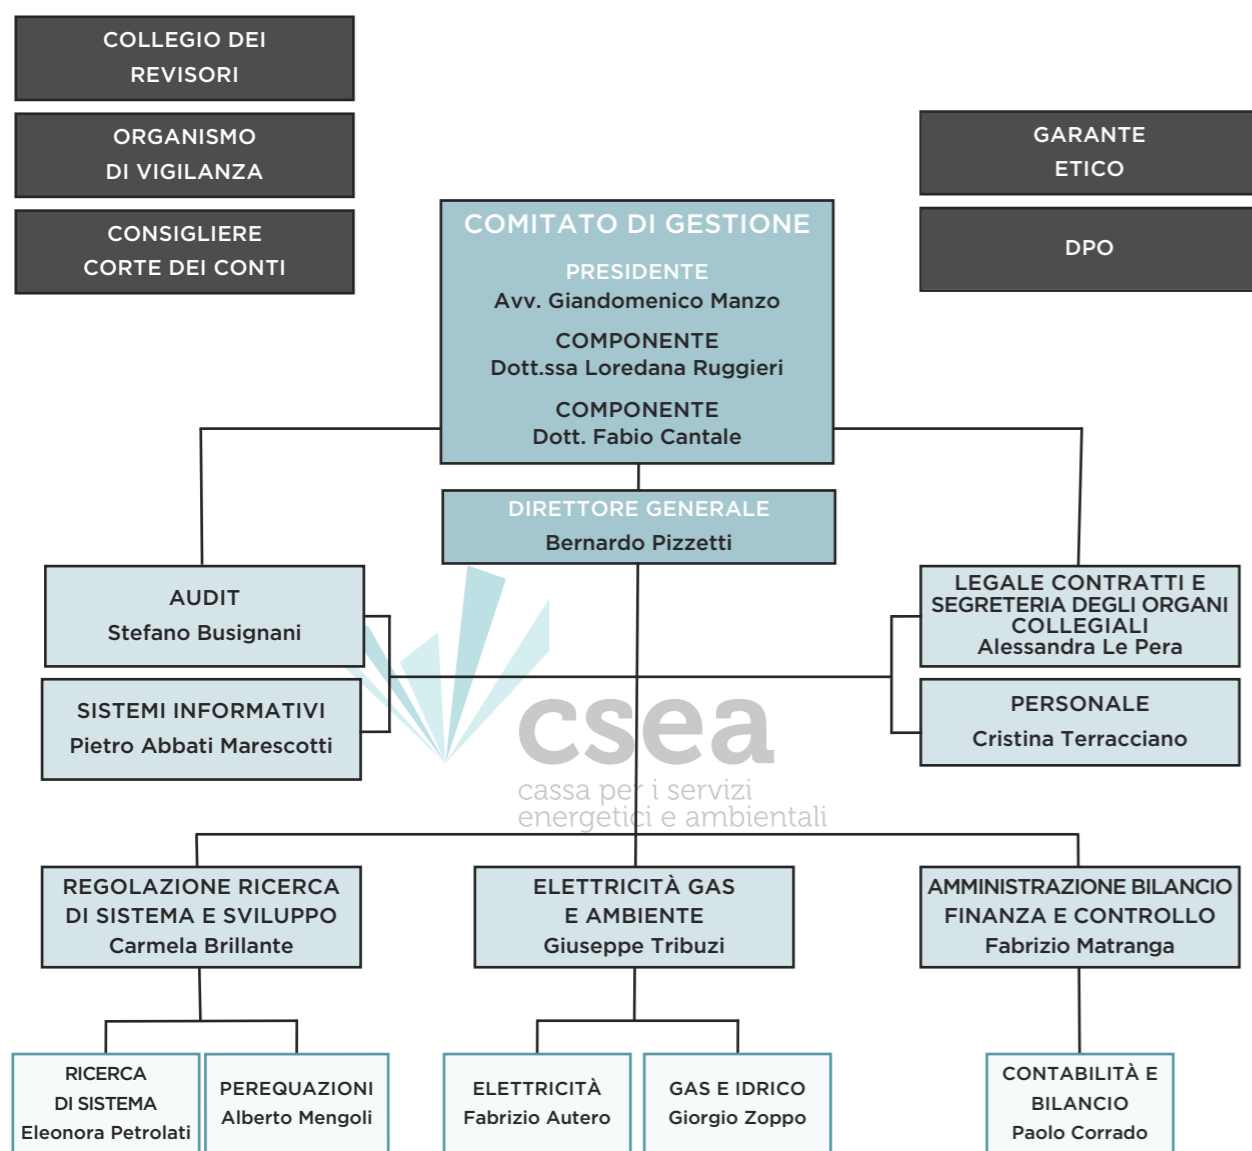 COLLEGIO DEI
REVISORI
ORGANISMO
DI VIGILANZA
CONSIGLIERE
CORTE DEI CONTI
GARANTE
ETICO
DPO
COMITATO DI GESTIONE
PRESIDENTE
Avv. Giandomenico Manzo
COMPONENTE
Dott.ssa Loredana Ruggieri
COMPONENTE
Dott. Fabio Cantale
DIRETTORE GENERALE
Bernardo Pizzetti
AUDIT
Stefano Busignani
LEGALE CONTRATTI E
SEGRETERIA DEGLI ORGANI
COLLEGIALI
Alessandra Le Pera
SISTEMI INFORMATIVI
Pietro Abbati Marescotti
PERSONALE
Cristina Terracciano
csea
cassa per i servizi
energetici e ambientali
REGOLAZIONE RICERCA
DI SISTEMA E SVILUPPO
Carmela Brillante
ELETTRICITÀ GAS
E AMBIENTE
Giuseppe Tribuzi
AMMINISTRAZIONE BILANCIO
FINANZA E CONTROLLO
Fabrizio Matranga
RICERCA
DI SISTEMA
Eleonora Petrolati
PEREQUAZIONI
Alberto Mengoli
ELETTRICITÀ
Fabrizio Autero
GAS E IDRICO
Giorgio Zoppo
CONTABILITÀ E
BILANCIO
Paolo Corrado